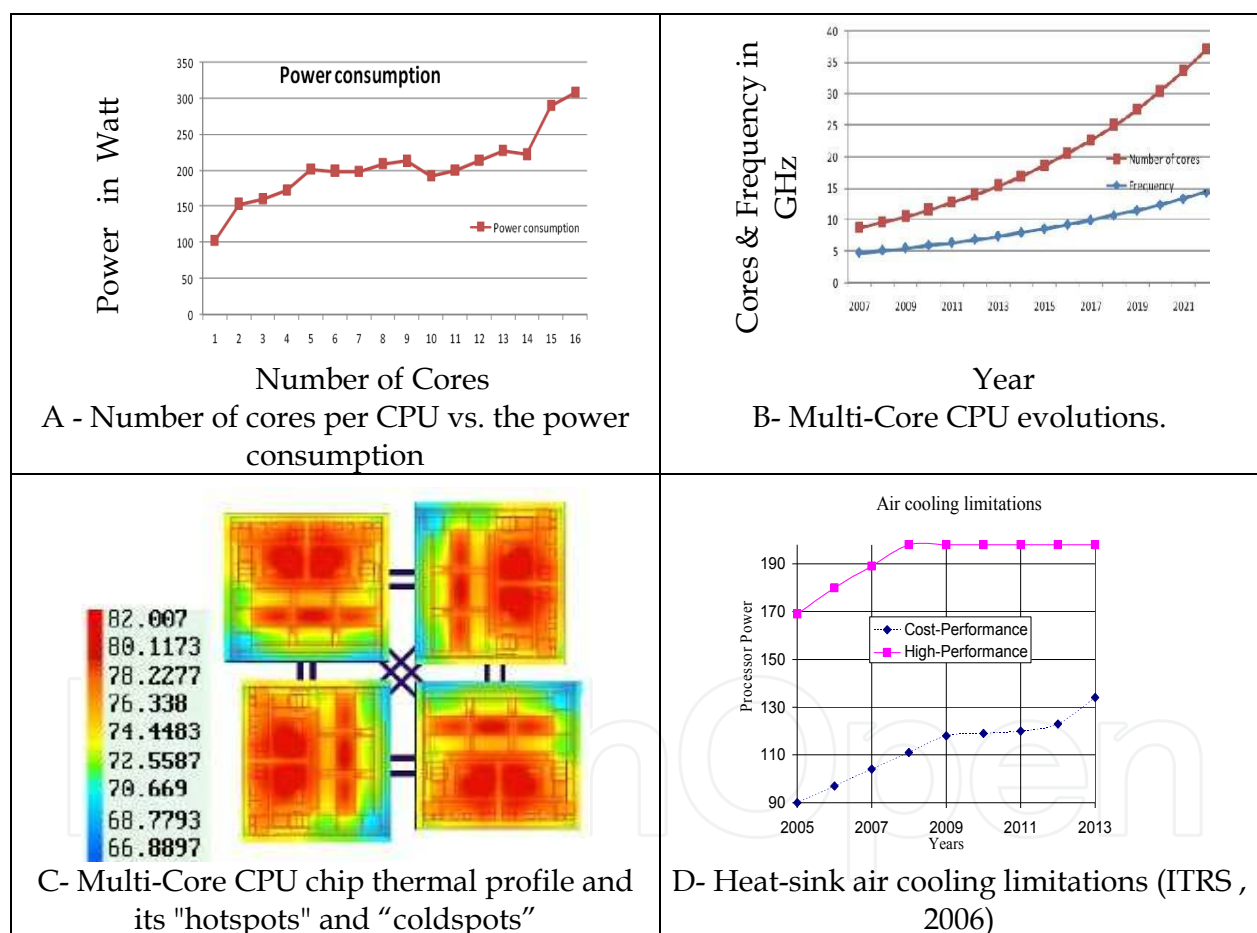 Power consumption
Power in Watt
350
300
250
200
150
100
50
0
Power consumption
1 2 3 4 5 6 7 8 9 10 11 12 13 14 15 16
Number of Cores
A - Number of cores per CPU vs. the power
consumption
Cores & Frequency in
GHz
40
35
30
25
20
15
10
5
0
Number of cores
Frequency
2007 2009 2011 2013 2015 2017 2019 2021
Year
B- Multi-Core CPU evolutions.
82.007
80.1173
78.2277
76.338
74.4483
72.5587
70.669
68.7793
66.8897
C- Multi-Core CPU chip thermal profile and
its "hotspots" and “coldspots”
Air cooling limitations
Processor Power
190
170
150
130
110
90
Cost-Performance
High-Performance
2005 2007 2009 2011 2013
Years
D- Heat-sink air cooling limitations (ITRS ,
2006)